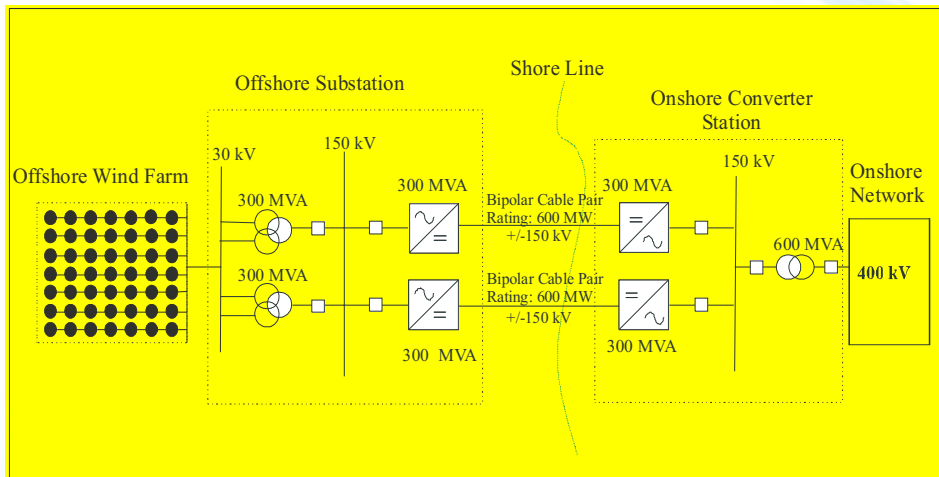 Shore Line
Offshore Substation
Onshore Converter
Station
30 kV
150 kV
150 kV
Offshore Wind Farm
Onshore
Network
300 MVA
300 MVA
Bipolar Cable Pair
Rating: 600 MW
+/-150 kV
300 MVA
600 MVA
400 kV
300 MVA
Bipolar Cable Pair
Rating: 600 MW
+/-150 kV
300 MVA
300 MVA